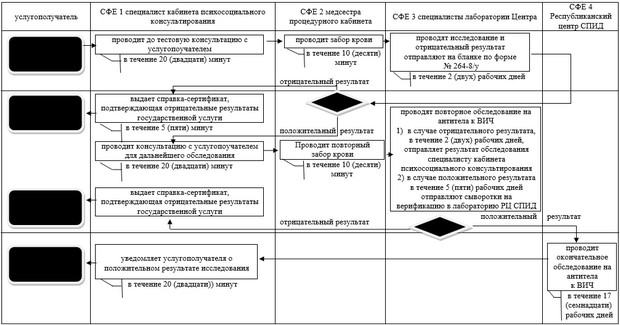 услугополучатель
СФЕ 1 специалист кабинета психосоциального
консультирования
СФЕ 2 медсестра
процедурного кабинета
СФЕ 3 специалисты лаборатории Центра
СФЕ 4
Республиканский
центр СПИД
проводит до тестовую консультацию с
услугопоучателем
в течение 20 (двадцати) минут
проводит забор крови
в течение 10 (десяти)
минут
проводят исследование и
отрицательный результат
отправляют на бланке по форме
№ 264-8/у
в течение 2 (двух) рабочих дней
отрицательный результат
выдает справка-сертификат,
подтверждающая отрицательные результаты
государственной услуги
в течение 5 (пяти) минут
положительный результат
проводит консультацию с услугополучателем
для дальнейшего обследования
в течение 20 (двадцати) минут
Проводит повторный
забор крови
в течение 10 (десяти)
минут
проводят повторное обследование на
антитела к ВИЧ
1) в случае отрицательного результата,
в течение 2 (двух) рабочих дней,
отправляет результат обследования
специалисту кабинета
психосоциального консультирования
2) в случае положительного результата
в течение 5 (пяти) рабочих дней
отправляют сыворотки на
верификацию в лабораторию РЦ СПИД
выдает справка-сертификат,
подтверждающая отрицательные результаты
государственной услуги
отрицательный результат
положительный результат
уведомляет услугополучателя о
положительном результате исследования
в течение 20 (двадцати)) минут
проводит
окончательное
обследование на
антитела
к ВИЧ
в течение 17
(семнадцати)
рабочих дней